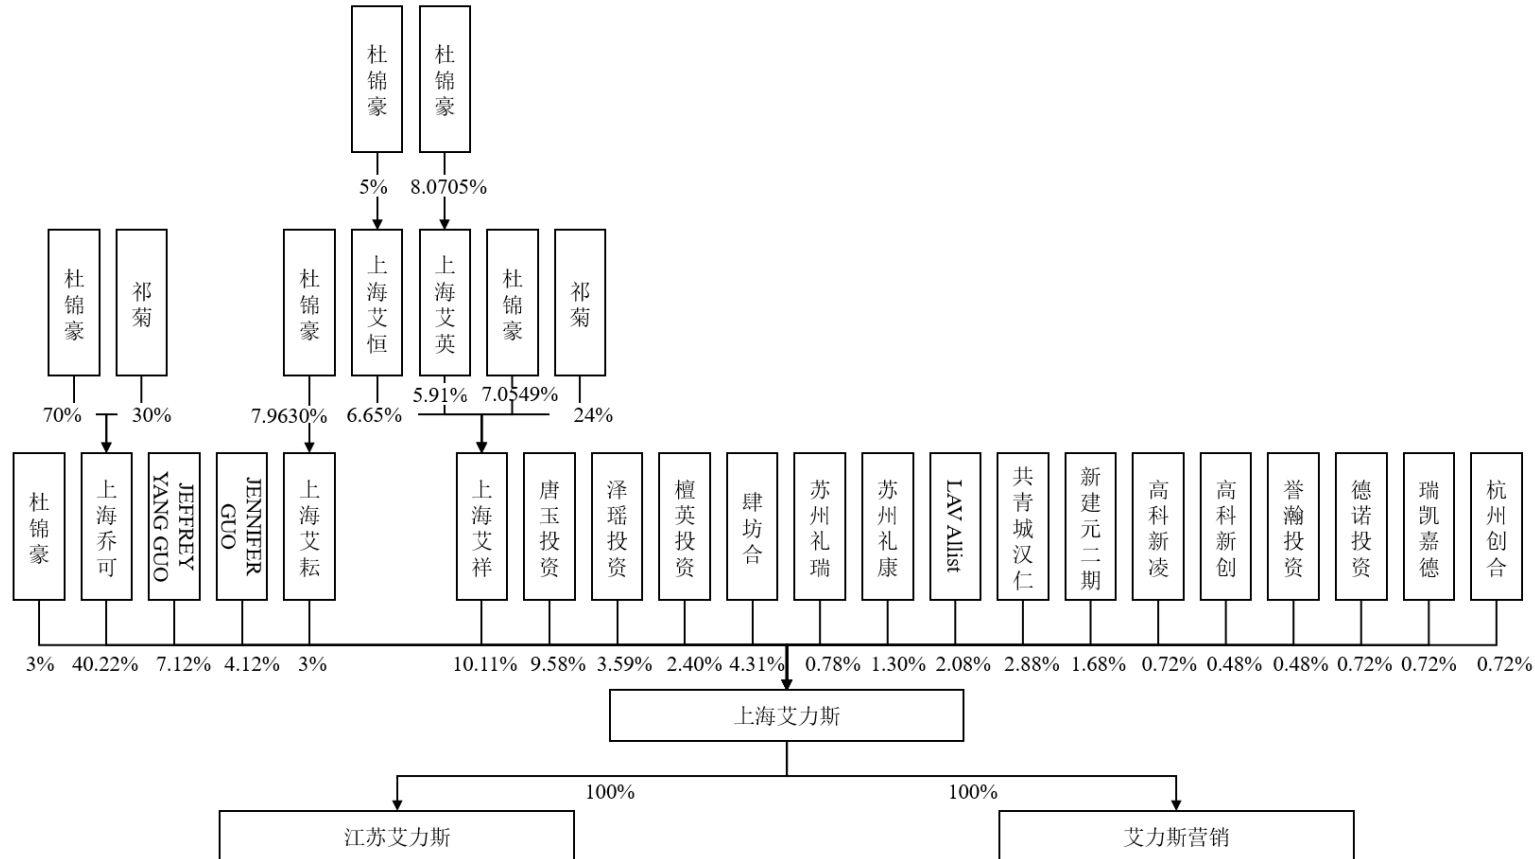 杜锦豪
杜锦豪
5%
8.0705%
杜锦豪
祁菊
杜锦豪
上海艾恒
上海艾英
杜锦豪
祁菊
70%
30%
7.9630%
6.65%
5.91%
7.0549%
24%
杜锦豪
上海乔可
JEFFREY
YANG GUO
JENNIFER
GUO
上海艾耘
上海艾祥
唐玉投资
泽瑶投资
檀英投资
肆坊合
苏州礼瑞
苏州礼康
LAV Allist
共青城汉仁
新建元二期
高科新凌
高科新创
誉瀚投资
德诺投资
瑞凯嘉德
杭州创合
3%
40.22%
7.12%
4.12%
3%
10.11%
9.58%
3.59%
2.40%
4.31%
0.78%
1.30%
2.08%
2.88%
1.68%
0.72%
0.48%
0.48%
0.72%
0.72%
0.72%
上海艾力斯
100%
100%
江苏艾力斯
艾力斯营销